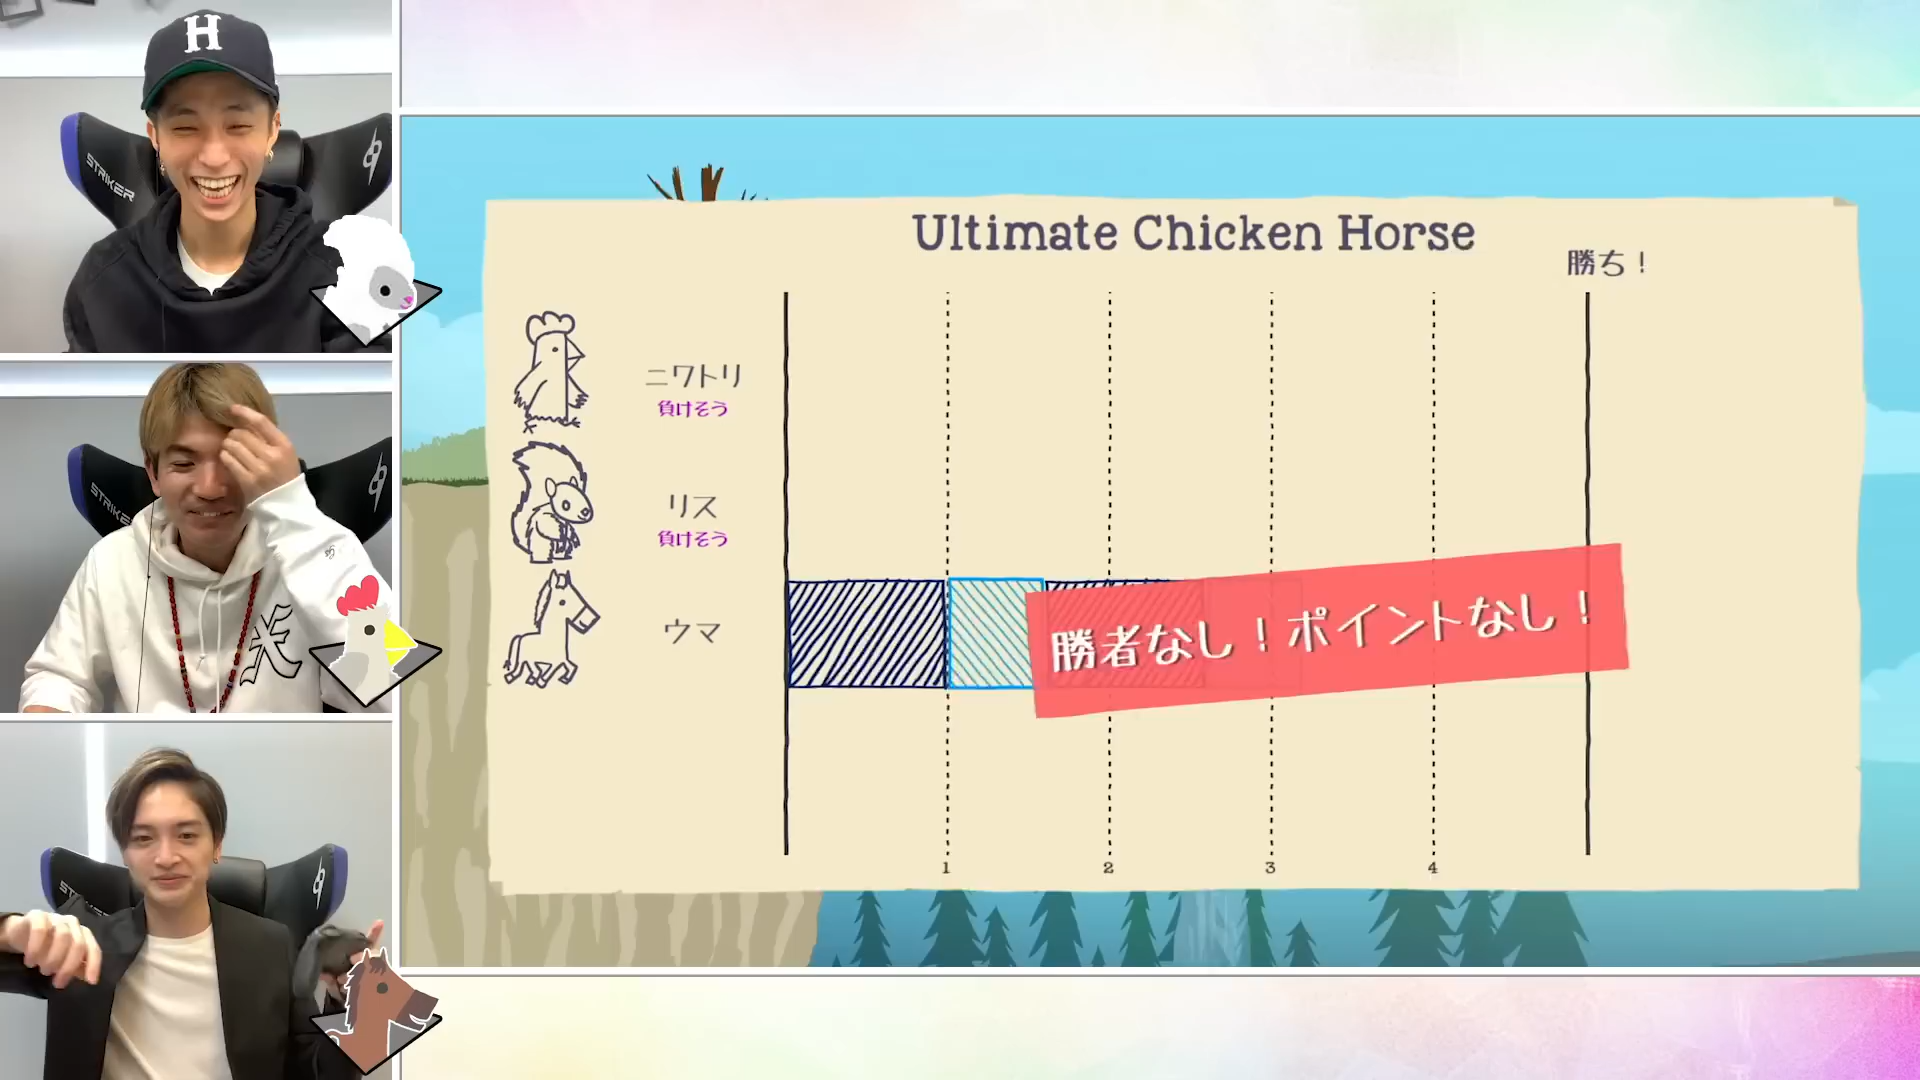 H
STRIKER
STRIKER
Ultimate Chicken Horse
勝ち！
ニワトリ
負けそう
リス
負けそう
ウマ
勝者なし！ポイントなし！
1
2
3
4